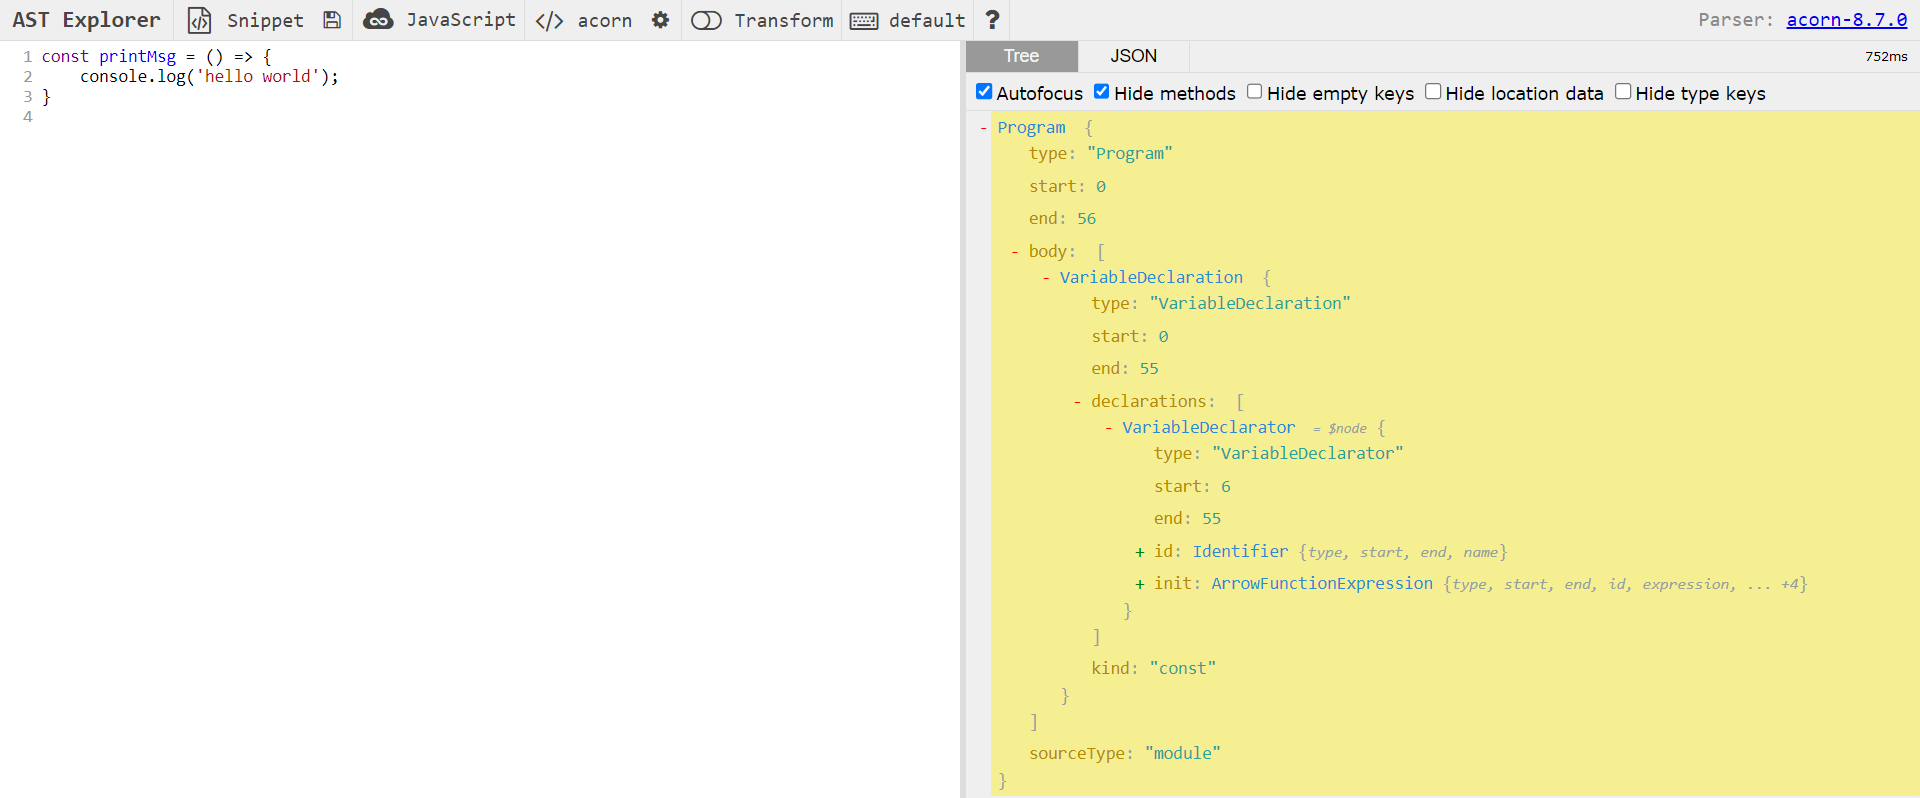 AST Explorer Snippet JavaScript </> acorn Transform default ? Parser: acorn-8.7.0
1 const printMsg = () => {
2     console.log('hello world');
3 }
4
Tree JSON 752ms
Autofocus Hide methods Hide empty keys Hide location data Hide type keys
- Program {
type: "Program"
start: 0
end: 56
- body: [
- VariableDeclaration {
type: "VariableDeclaration"
start: 0
end: 55
- declarations: [
- VariableDeclarator = $node {
type: "VariableDeclarator"
start: 6
end: 55
+ id: Identifier {type, start, end, name}
+ init: ArrowFunctionExpression {type, start, end, id, expression, ... +4}
}
]
kind: "const"
}
]
sourceType: "module"
}